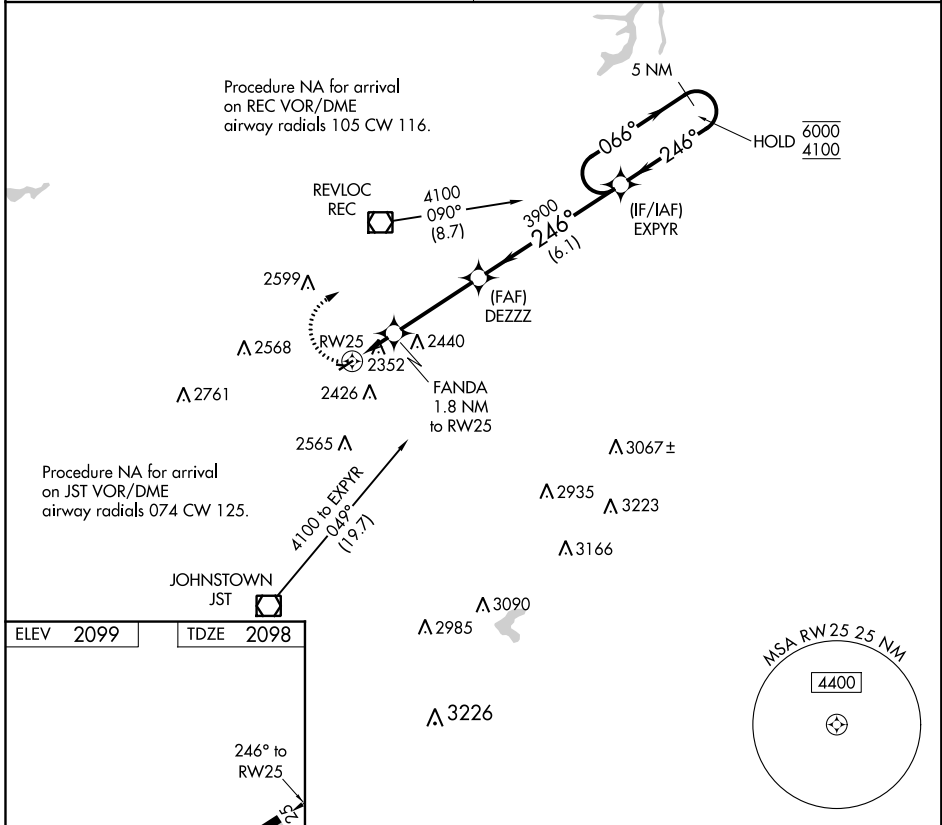 Procedure NA for arrival
on REC VOR/DME
airway radials 105 CW 116.
5 NM
066°
246°
HOLD 6000
4100
REVLOC
REC
4100
090°
(8.7)
3900
246°
(6.1)
(IF/IAF)
EXPYR
(FAF)
DEZZZ
2599
2568
RW25
2440
2352
2761
2426
FANDA
1.8 NM
to RW25
2565
3067±
Procedure NA for arrival
on JST VOR/DME
airway radials 074 CW 125.
4100 to EXPYR
049°
(19.7)
2935
3223
3166
JOHNSTOWN
JST
3090
2985
ELEV 2099
TDZE 2098
MSA RW25 25 NM
4400
3226
246° to
RW25
25